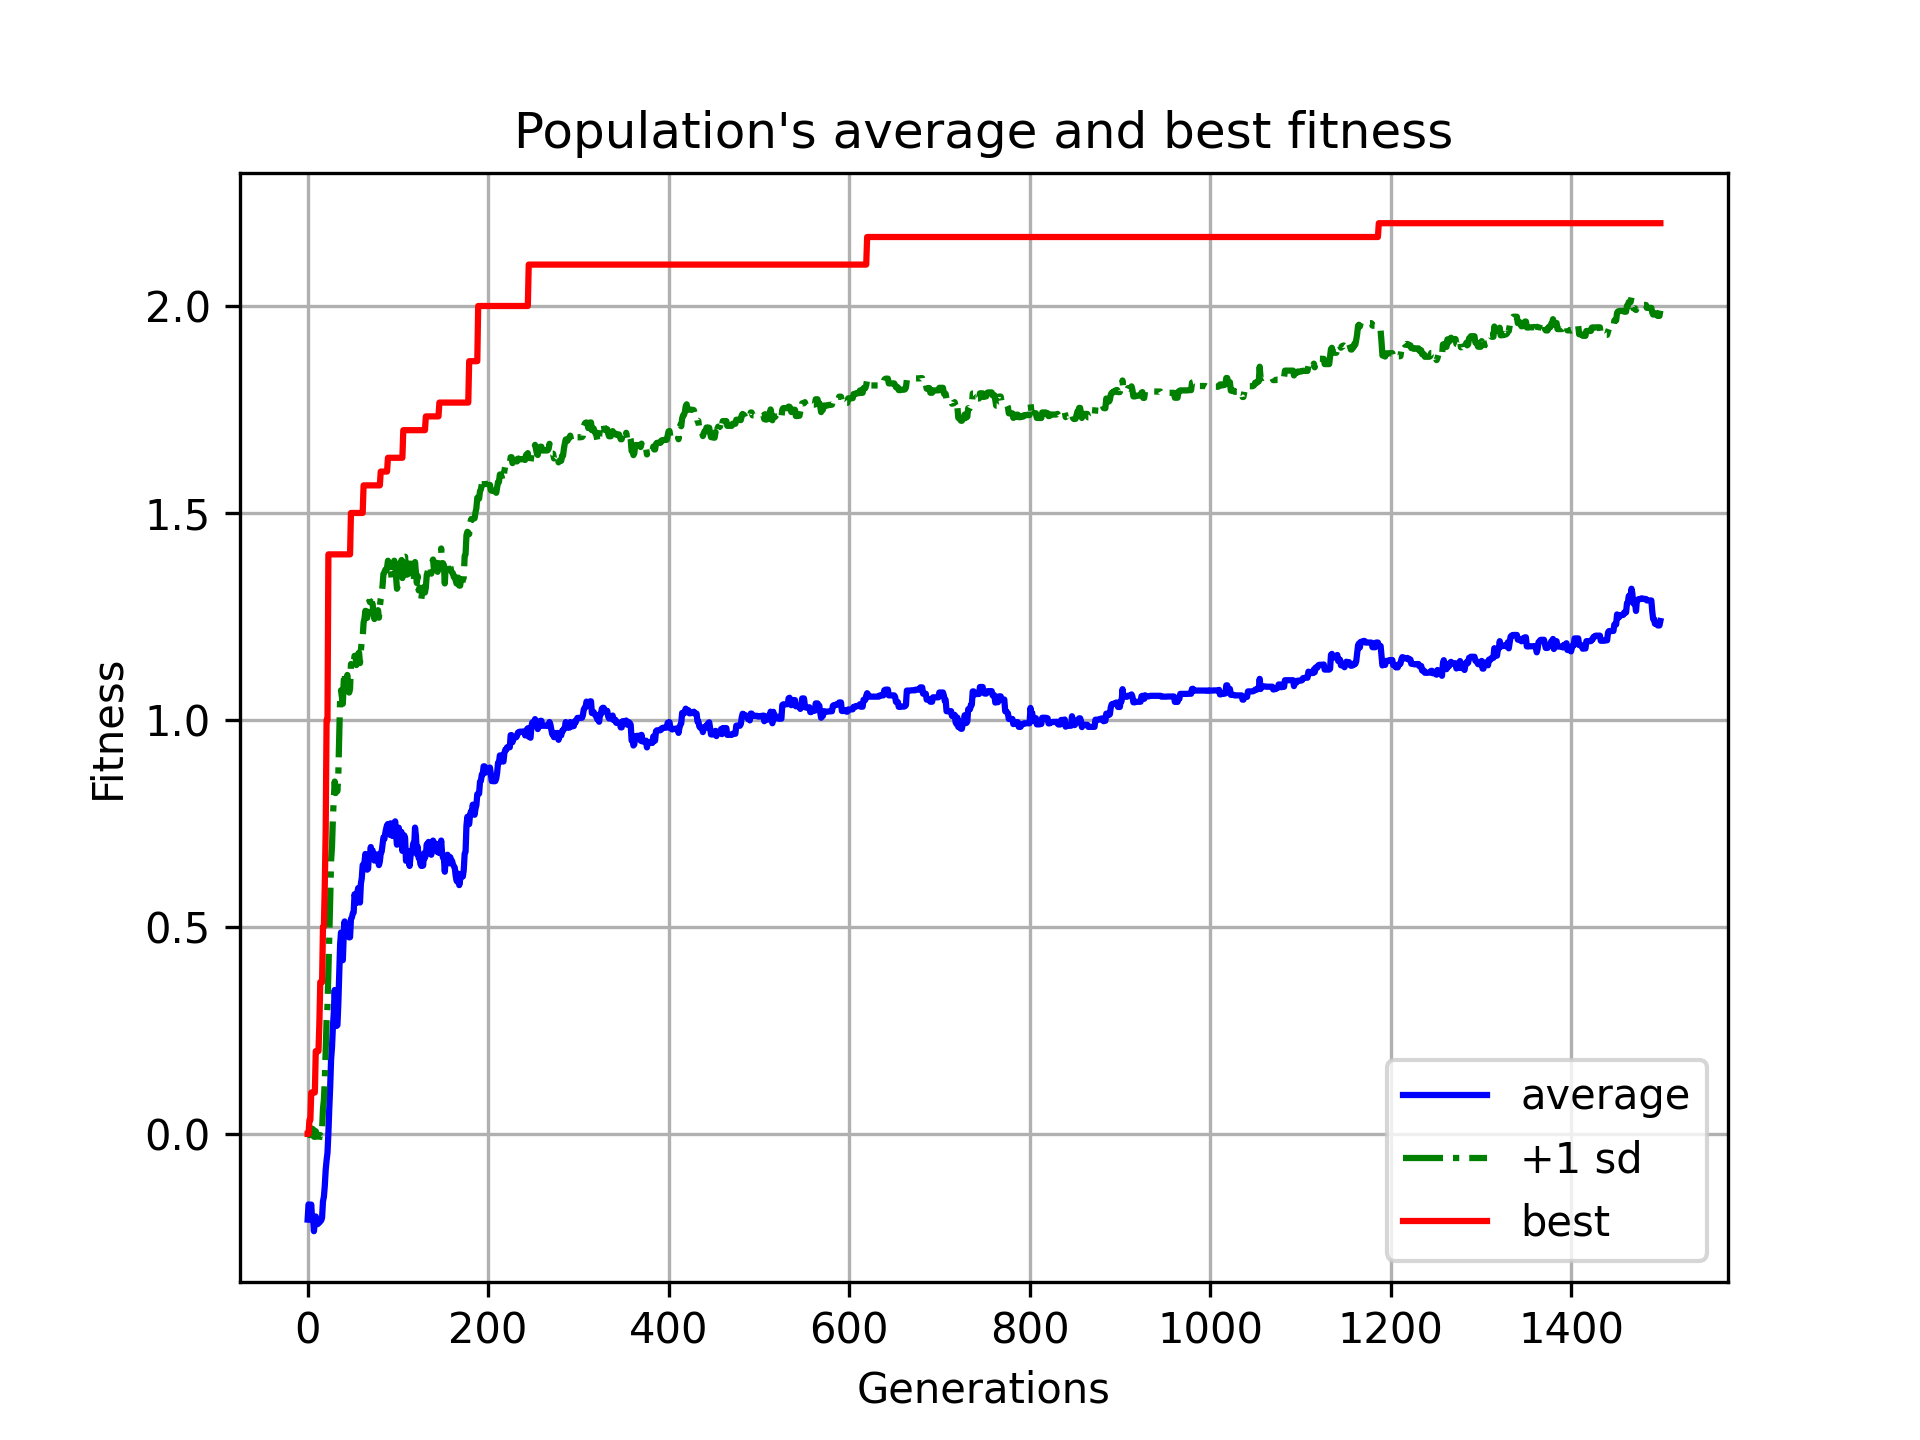 Population's average and best fitness
Fitness
2.0
1.5
1.0
0.5
0.0
average
+1 sd
best
0 200 400 600 800 1000 1200 1400
Generations